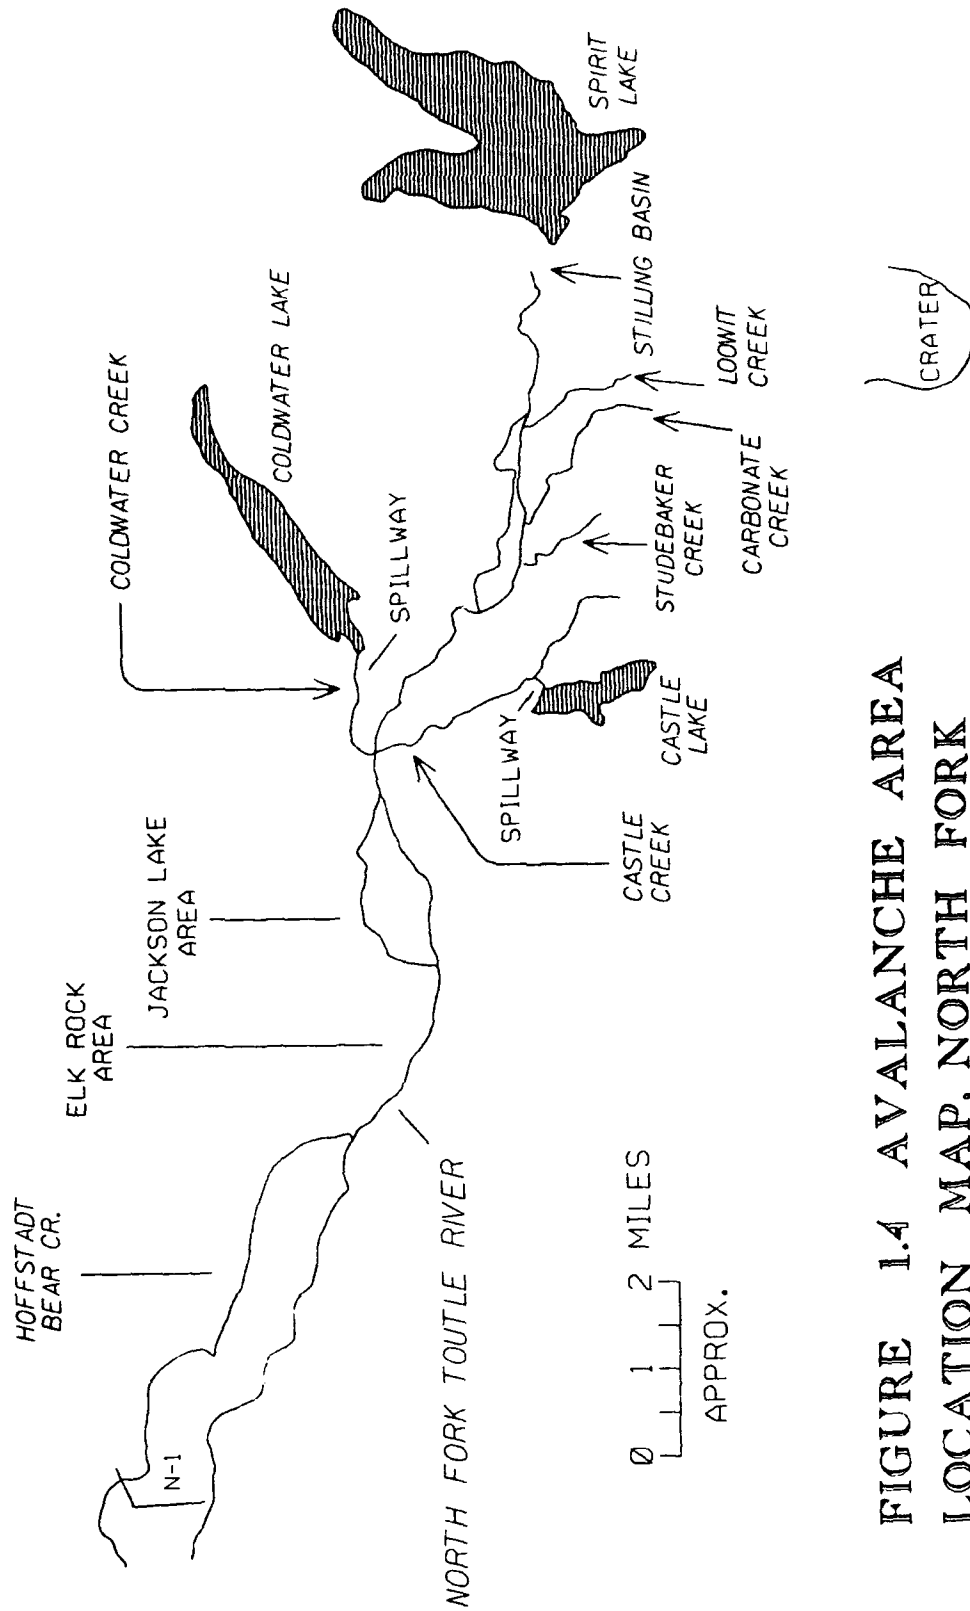 HOFFSTADT
BEAR CR.
ELK ROCK
AREA
JACKSON LAKE
AREA
COLDWATER CREEK
COLDWATER LAKE
SPILLWAY
SPIRIT
LAKE
STILLING BASIN
LOOWIT
CREEK
CARBONATE
CREEK
STUDEBAKER
CREEK
CASTLE
LAKE
SPILLWAY
CASTLE
CREEK
CRATER
N-1
NORTH FORK TOUTLE RIVER
0 1 2 MILES
APPROX.
FIGURE 1.4 AVALANCHE AREA
LOCATION MAP, NORTH FORK